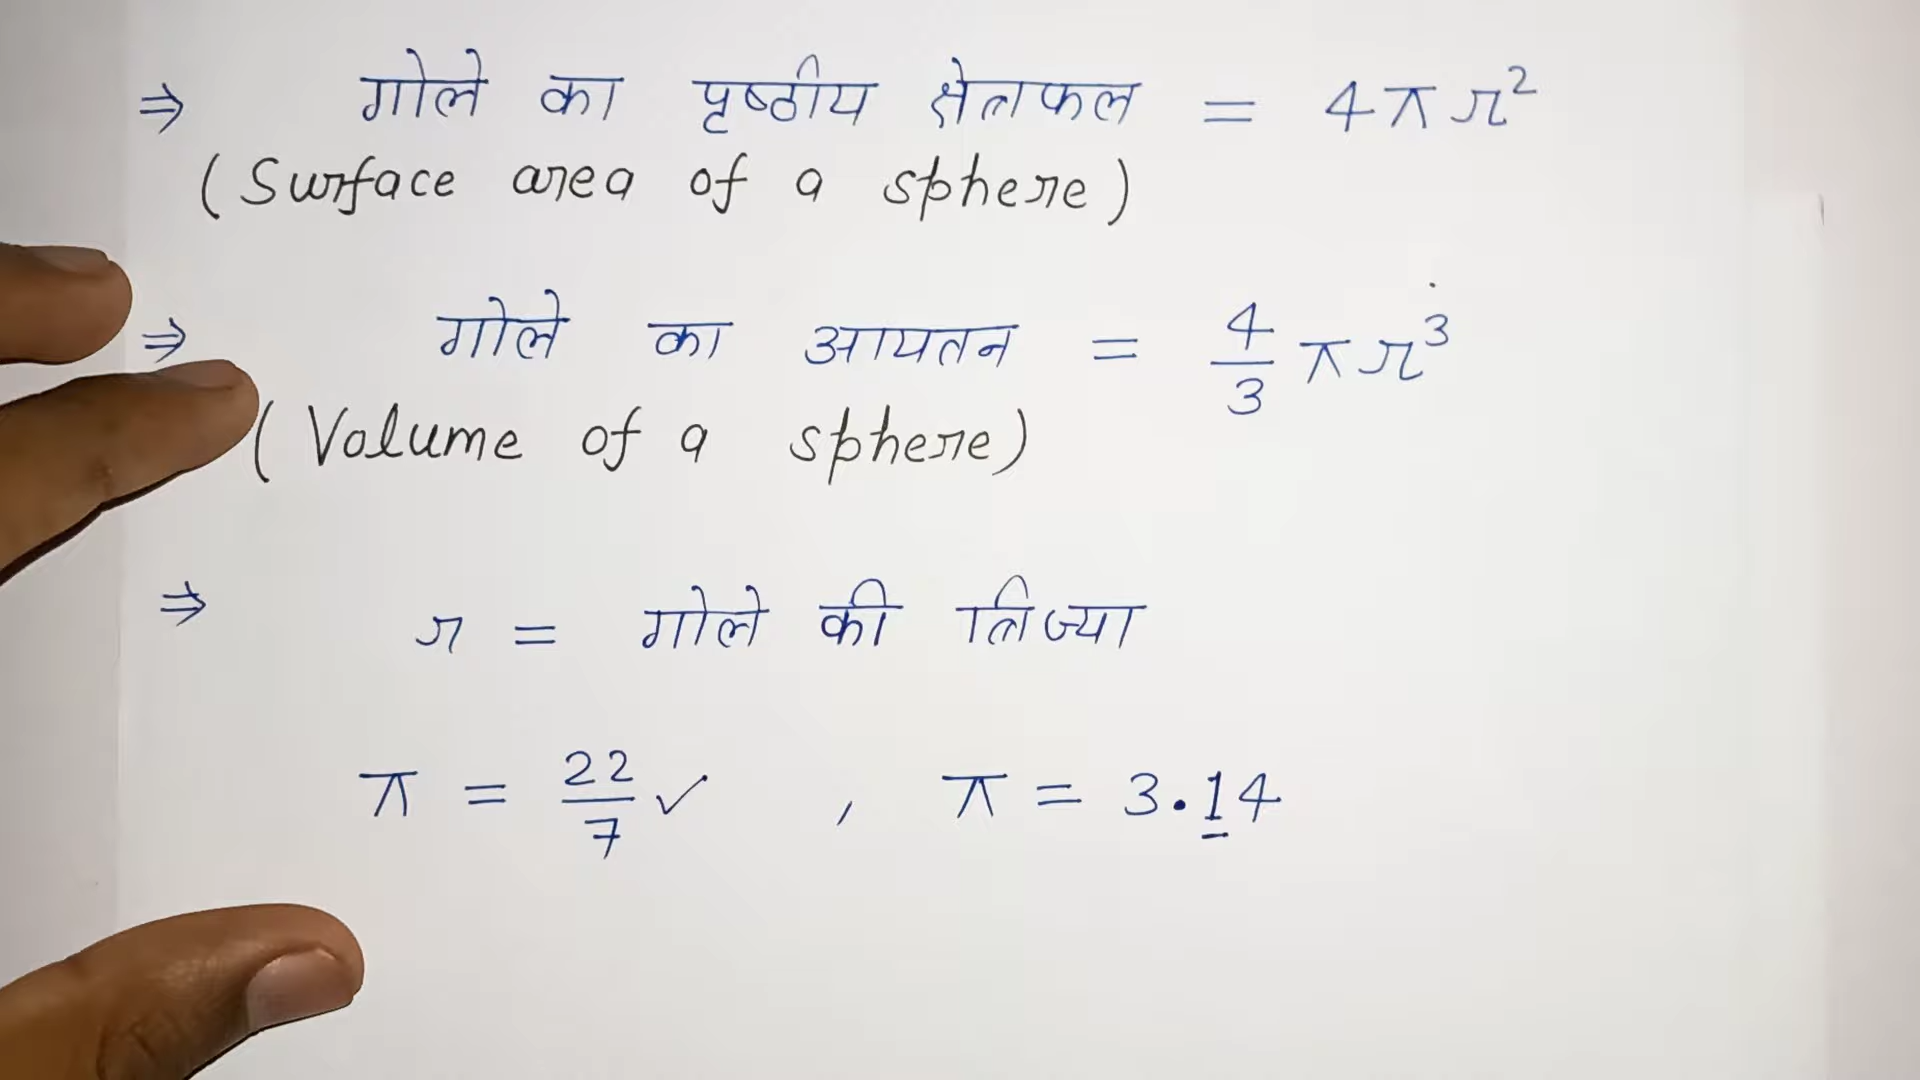 ⇒ गोले का पृष्ठीय क्षेत्रफल = 4πr²
(Surface area of a sphere)
⇒ गोले का आयतन = 4/3 πr³
(Volume of a sphere)
⇒ r = गोले की त्रिज्या
π = 22/7 ✓ , π = 3.14